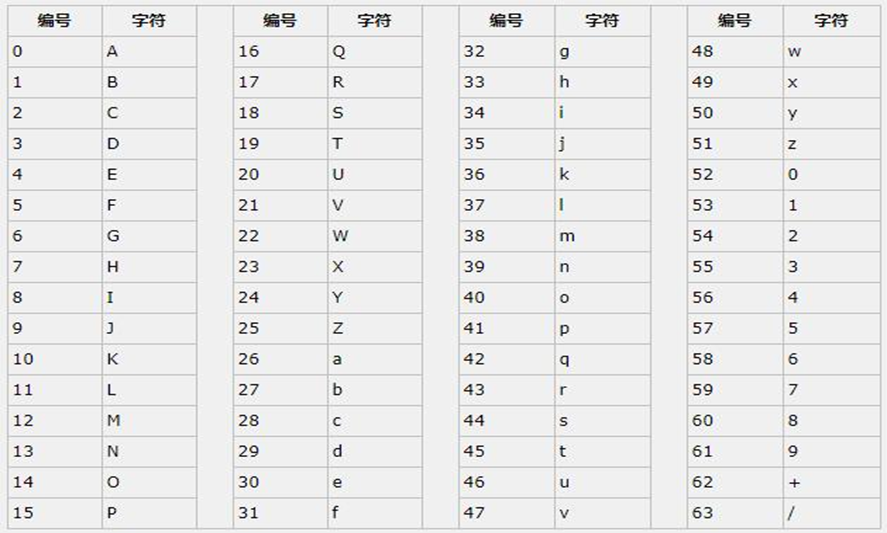 编号 字符 编号 字符 编号 字符 编号 字符
0 A 16 Q 32 g 48 w
1 B 17 R 33 h 49 x
2 C 18 S 34 i 50 y
3 D 19 T 35 j 51 z
4 E 20 U 36 k 52 0
5 F 21 V 37 l 53 1
6 G 22 W 38 m 54 2
7 H 23 X 39 n 55 3
8 I 24 Y 40 o 56 4
9 J 25 Z 41 p 57 5
10 K 26 a 42 q 58 6
11 L 27 b 43 r 59 7
12 M 28 c 44 s 60 8
13 N 29 d 45 t 61 9
14 O 30 e 46 u 62 +
15 P 31 f 47 v 63 /